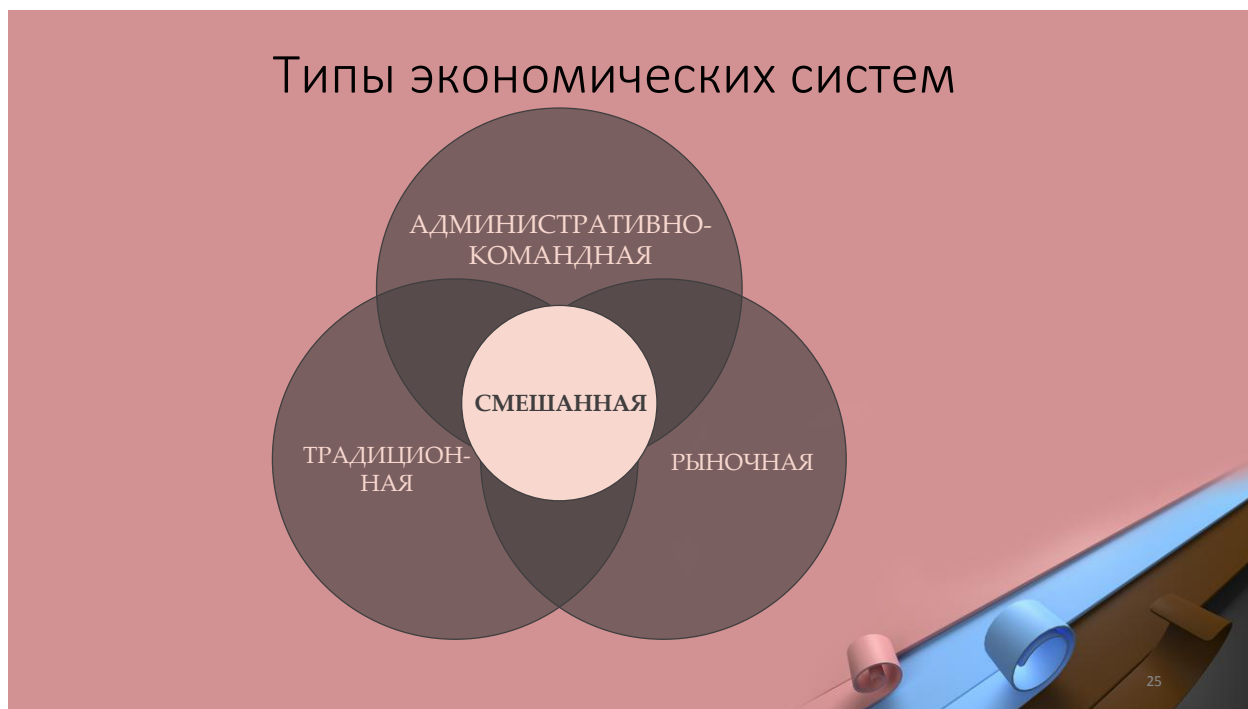 Типы экономических систем
АДМИНИСТРАТИВНО-
КОМАНДНАЯ
СМЕШАННАЯ
ТРАДИЦИОН-
НАЯ
РЫНОЧНАЯ
25